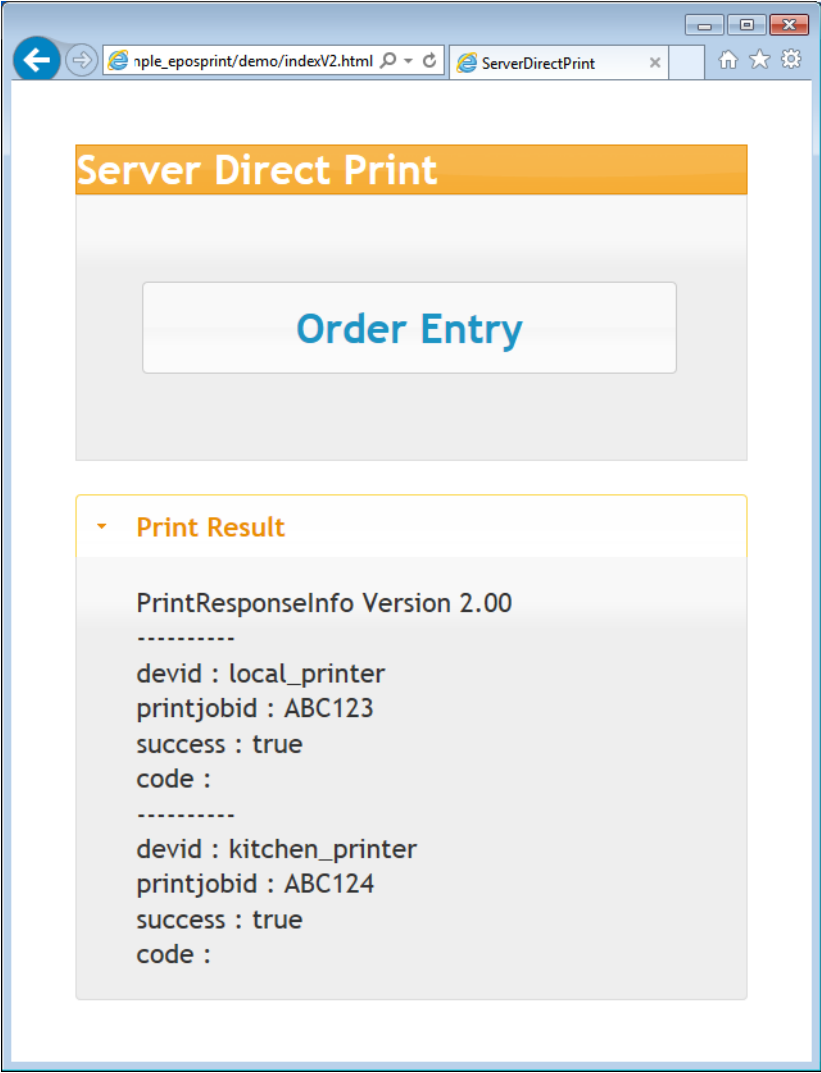 nple_eposprint/demo/indexV2.html
ServerDirectPrint
Server Direct Print
Order Entry
Print Result
PrintResponseInfo Version 2.00
----------
devid : local_printer
printjobid : ABC123
success : true
code :
----------
devid : kitchen_printer
printjobid : ABC124
success : true
code :